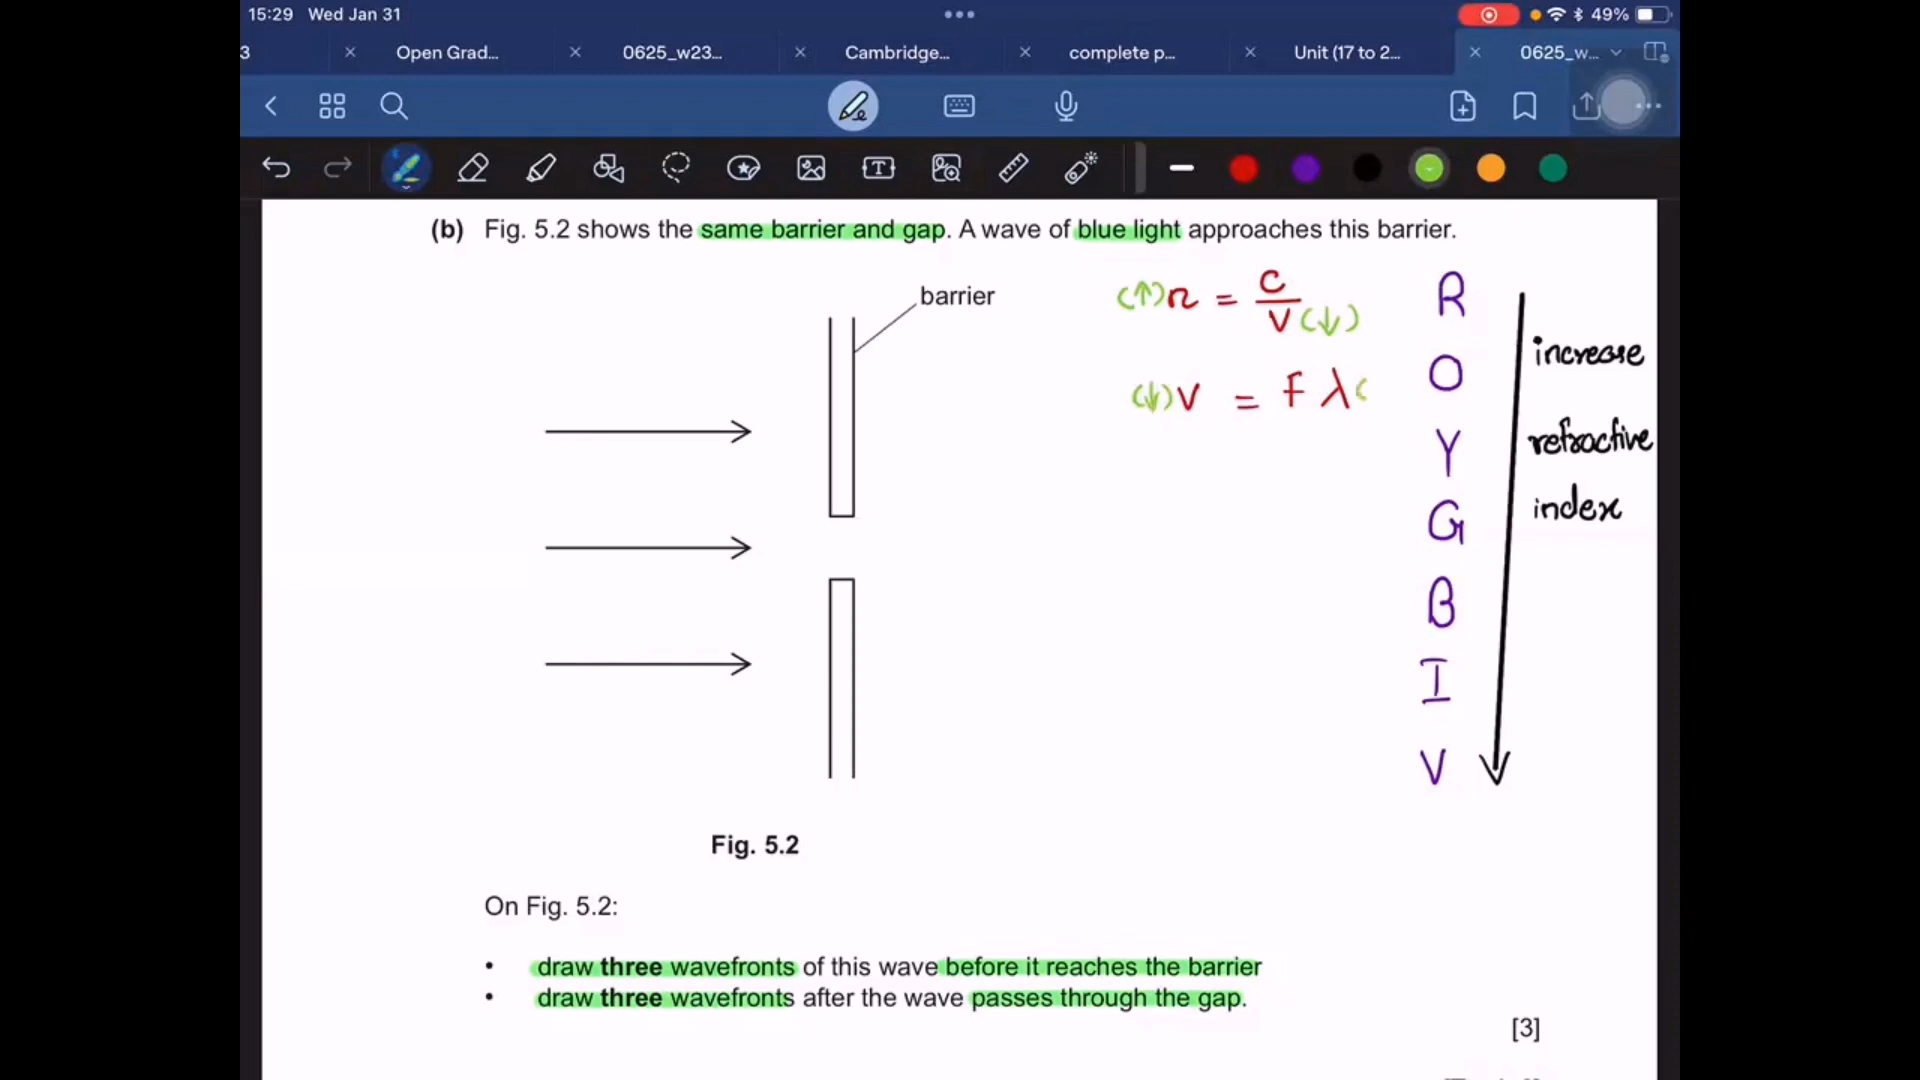 15:29 Wed Jan 31
49%
3
Open Grad...
0625_w23...
Cambridge...
complete p...
Unit (17 to 2...
0625_w...
(b) Fig. 5.2 shows the same barrier and gap. A wave of blue light approaches this barrier.
barrier
(↑)n = c/v(↓)
(↓)v = f λ(
R
O
Y
G
B
I
V
increase
refractive
index
Fig. 5.2
On Fig. 5.2:
• draw three wavefronts of this wave before it reaches the barrier
• draw three wavefronts after the wave passes through the gap.
[3]